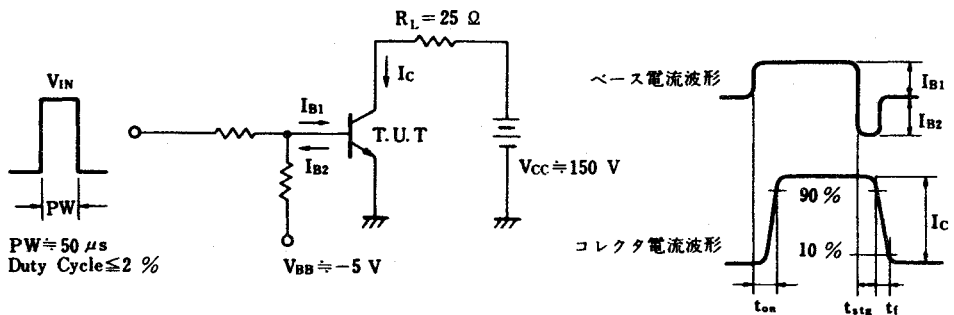 R_L=25 Ω
V_IN
I_C
I_B1
T.U.T
I_B2
V_CC≒150 V
PW
PW≒50 μs
Duty Cycle≦2 %
V_BB≒−5 V
ベース電流波形
I_B1
I_B2
90 %
I_C
コレクタ電流波形
10 %
t_on
t_stg
t_f